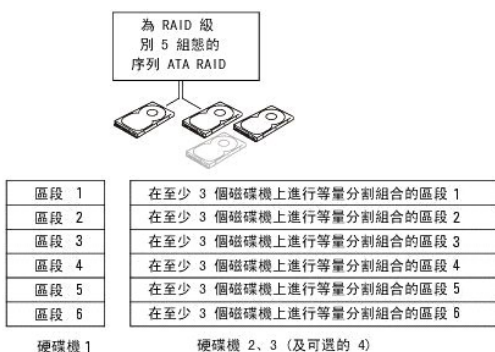 為 RAID 級
別 5 組態的
序列 ATA RAID
區段 1
在至少 3 個磁碟機上進行等量分割組合的區段 1
區段 2
在至少 3 個磁碟機上進行等量分割組合的區段 2
區段 3
在至少 3 個磁碟機上進行等量分割組合的區段 3
區段 4
在至少 3 個磁碟機上進行等量分割組合的區段 4
區段 5
在至少 3 個磁碟機上進行等量分割組合的區段 5
區段 6
在至少 3 個磁碟機上進行等量分割組合的區段 6
硬碟機 1
硬碟機 2、3 (及可選的 4)